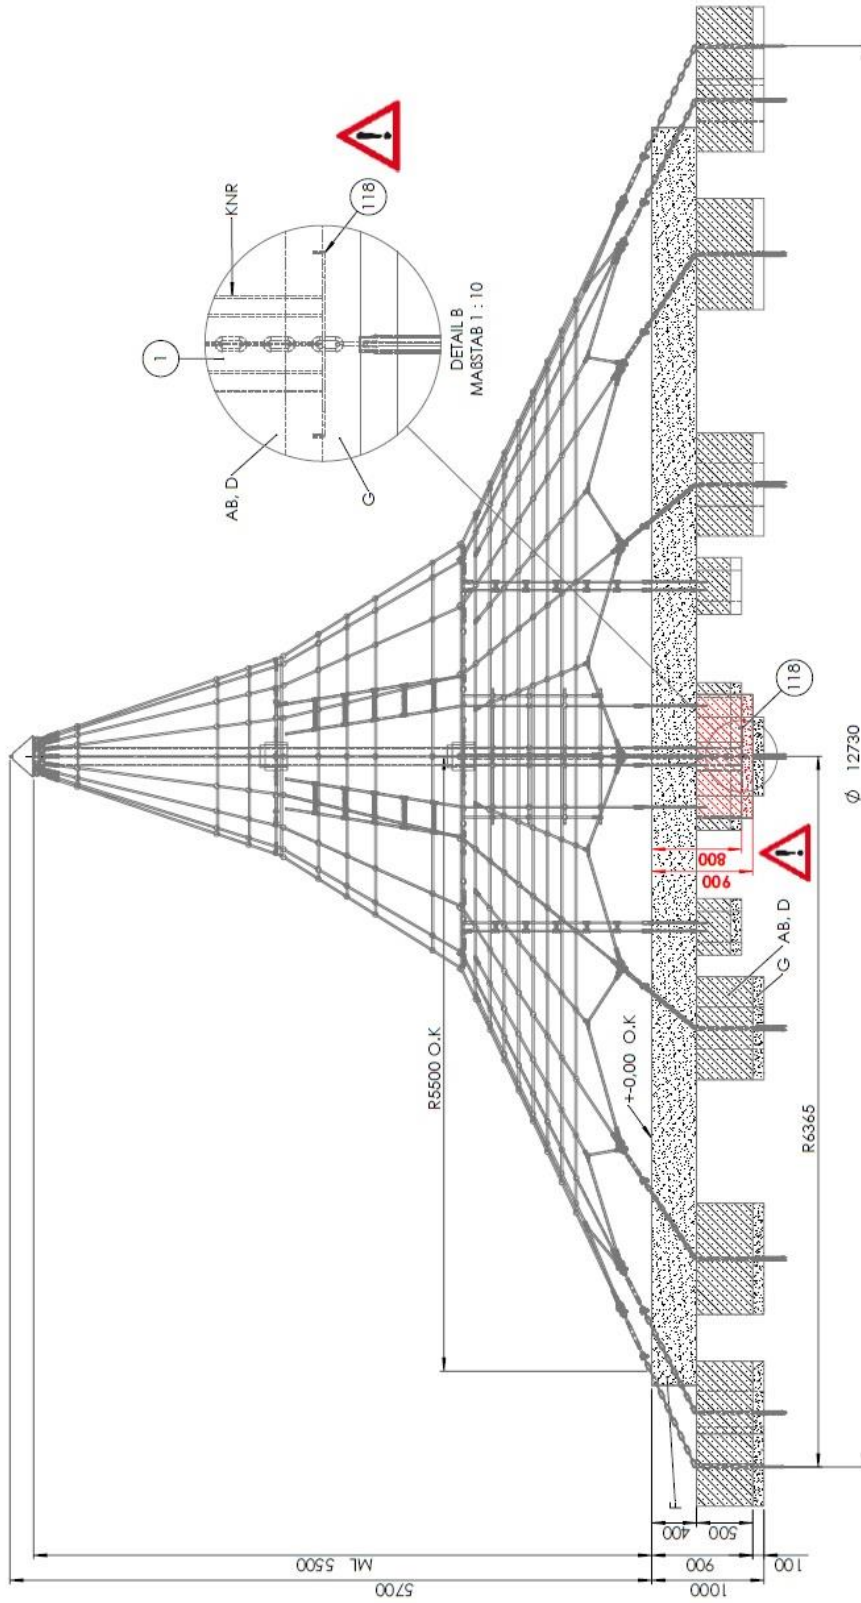 5700
ML 5500
1000
900
100
400
500
F
R5500 O.K
+-0,00 O.K
R6365
Ø 12730
900
800
!
G
AB, D
118
AB, D
G
1
KNR
118
!
DETAIL B
MAßSTAB 1 : 10